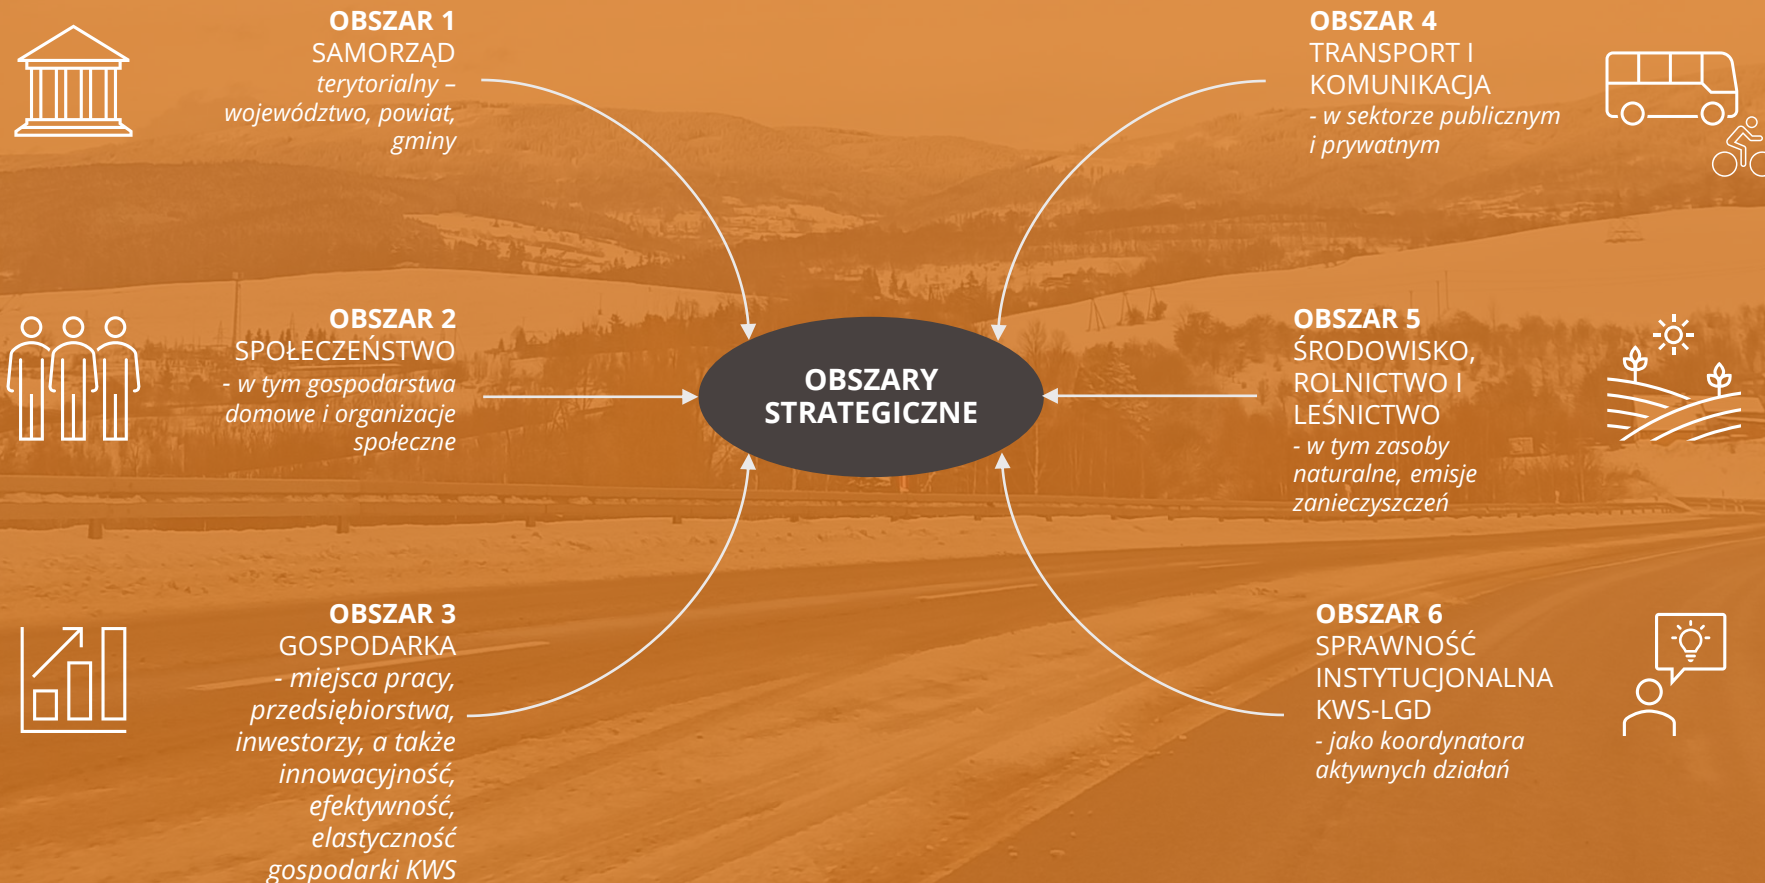 OBSZAR 1
SAMORZĄD
terytorialny –
województwo, powiat,
gminy
OBSZAR 2
SPOŁECZEŃSTWO
- w tym gospodarstwa
domowe i organizacje
społeczne
OBSZAR 3
GOSPODARKA
- miejsca pracy,
przedsiębiorstwa,
inwestorzy, a także
innowacyjność,
efektywność,
elastyczność
gospodarki KWS
OBSZARY
STRATEGICZNE
OBSZAR 4
TRANSPORT I
KOMUNIKACJA
- w sektorze publicznym
i prywatnym
OBSZAR 5
ŚRODOWISKO,
ROLNICTWO I
LEŚNICTWO
- w tym zasoby
naturalne, emisje
zanieczyszczeń
OBSZAR 6
SPRAWNOŚĆ
INSTYTUCJONALNA
KWS-LGD
- jako koordynatora
aktywnych działań